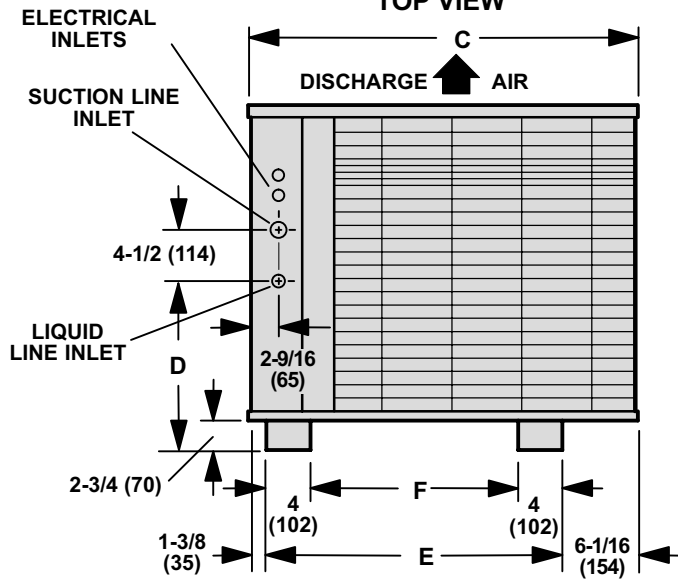 TOP VIEW
ELECTRICAL
INLETS
C
DISCHARGE AIR
SUCTION LINE
INLET
4-1/2 (114)
LIQUID
LINE INLET
D
2-9/16
(65)
2-3/4 (70)
4
(102)
F
4
(102)
1-3/8
(35)
E
6-1/16
(154)